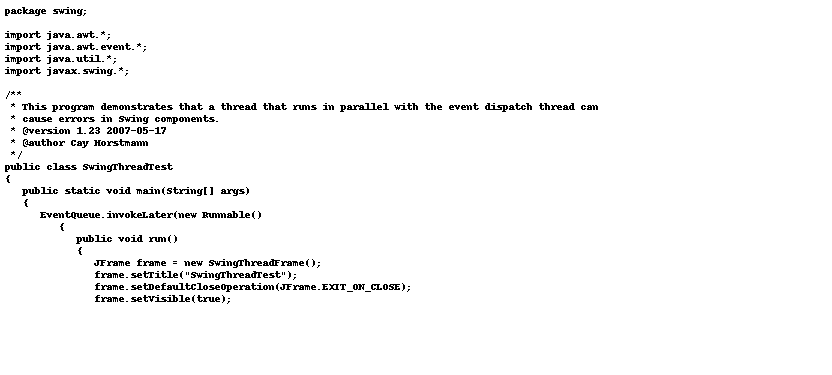 package swing;

import java.awt.*;
import java.awt.event.*;
import java.util.*;
import javax.swing.*;

/**
 * This program demonstrates that a thread that runs in parallel with the event dispatch thread can
 * cause errors in Swing components.
 * @version 1.23 2007-05-17
 * @author Cay Horstmann
 */
public class SwingThreadTest
{
   public static void main(String[] args)
   {
      EventQueue.invokeLater(new Runnable()
         {
            public void run()
            {
               JFrame frame = new SwingThreadFrame();
               frame.setTitle("SwingThreadTest");
               frame.setDefaultCloseOperation(JFrame.EXIT_ON_CLOSE);
               frame.setVisible(true);